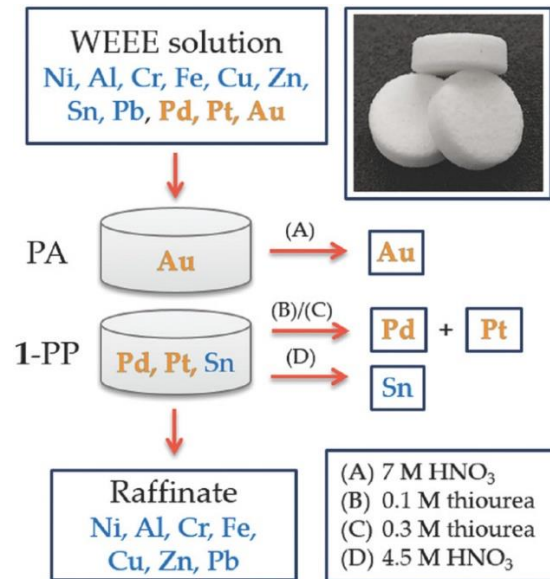 WEEE solution
Ni, Al, Cr, Fe, Cu, Zn,
Sn, Pb, Pd, Pt, Au
PA
Au
(A)
Au
1-PP
Pd, Pt, Sn
(B)/(C)
Pd + Pt
(D)
Sn
Raffinate
Ni, Al, Cr, Fe,
Cu, Zn, Pb
(A) 7 M HNO₃
(B) 0.1 M thiourea
(C) 0.3 M thiourea
(D) 4.5 M HNO₃